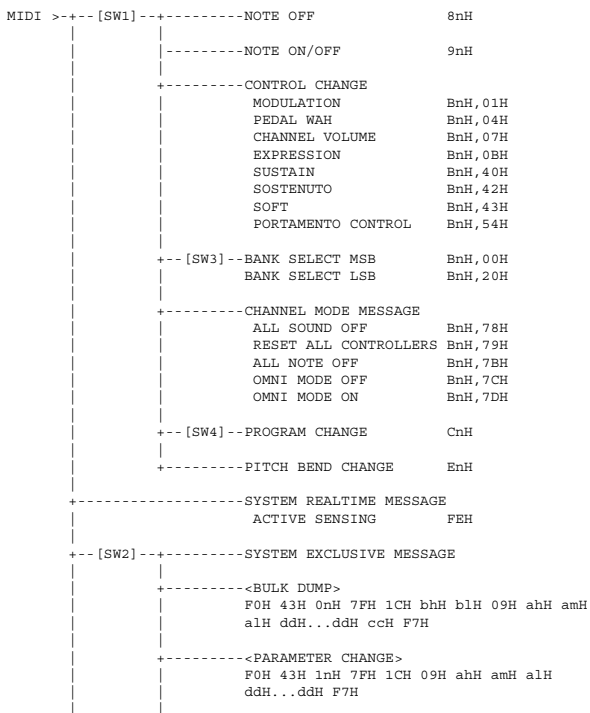 MIDI >-+--[SW1]--+---------NOTE OFF 8nH
|---------NOTE ON/OFF 9nH
+---------CONTROL CHANGE
MODULATION BnH,01H
PEDAL WAH BnH,04H
CHANNEL VOLUME BnH,07H
EXPRESSION BnH,0BH
SUSTAIN BnH,40H
SOSTENUTO BnH,42H
SOFT BnH,43H
PORTAMENTO CONTROL BnH,54H
+--[SW3]--BANK SELECT MSB BnH,00H
BANK SELECT LSB BnH,20H
+---------CHANNEL MODE MESSAGE
ALL SOUND OFF BnH,78H
RESET ALL CONTROLLERS BnH,79H
ALL NOTE OFF BnH,7BH
OMNI MODE OFF BnH,7CH
OMNI MODE ON BnH,7DH
+--[SW4]--PROGRAM CHANGE CnH
+---------PITCH BEND CHANGE EnH
+-------------------SYSTEM REALTIME MESSAGE
ACTIVE SENSING FEH
+--[SW2]--+---------SYSTEM EXCLUSIVE MESSAGE
+---------<BULK DUMP>
F0H 43H 0nH 7FH 1CH bhH blH 09H ahH amH
alH ddH...ddH ccH F7H
+---------<PARAMETER CHANGE>
F0H 43H 1nH 7FH 1CH 09H ahH amH alH
ddH...ddH F7H